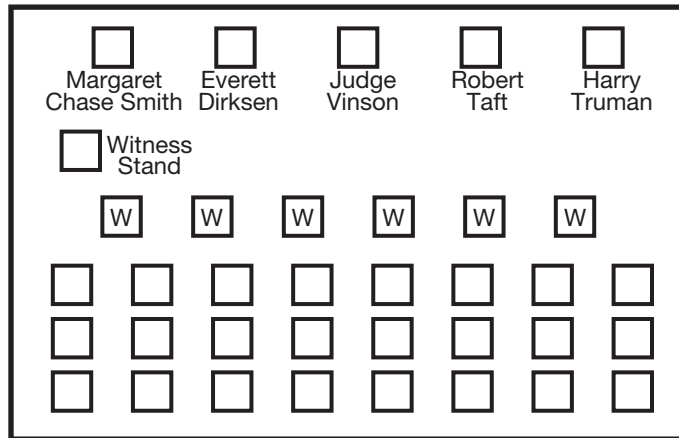 Margaret Chase Smith
Everett Dirksen
Judge Vinson
Robert Taft
Harry Truman
Witness Stand
W W W W W W